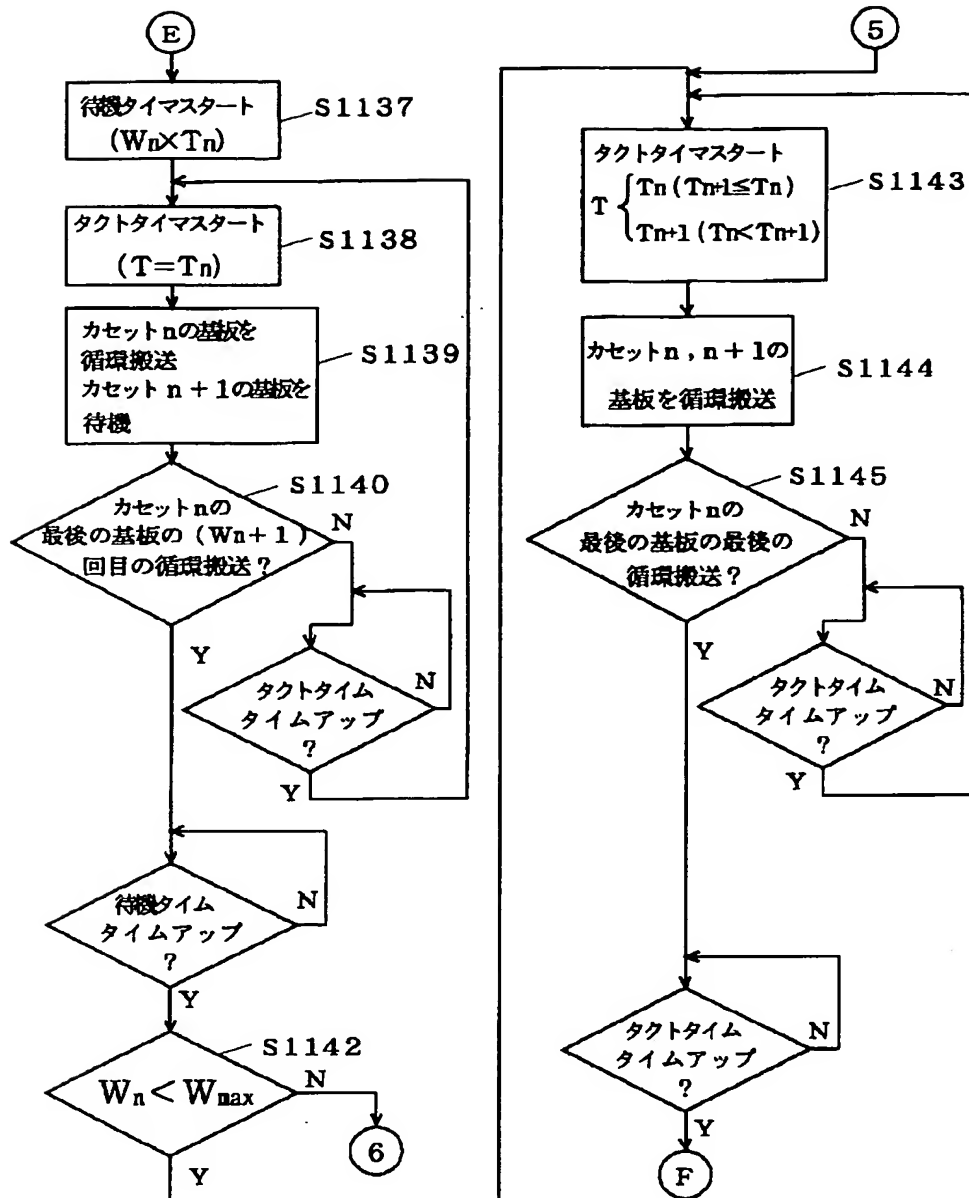 E
待機タイマスタート
(Wn×Tn)
S1137
タクトタイマスタート
(T=Tn)
S1138
カセットnの基板を
循環搬送
カセットn+1の基板を
待機
S1139
S1140
カセットnの
最後の基板の(Wn+1)
回目の循環搬送?
N
Y
タクトタイム
タイムアップ
?
N
Y
待機タイム
タイムアップ
?
N
Y
S1142
Wn<Wmax
N
6
Y
5
タクトタイマスタート
T { Tn(Tn+1≤Tn)
Tn+1(Tn<Tn+1)
S1143
カセットn,n+1の
基板を循環搬送
S1144
S1145
カセットnの
最後の基板の最後の
循環搬送?
N
Y
タクトタイム
タイムアップ
?
N
Y
タクトタイム
タイムアップ
?
N
Y
F